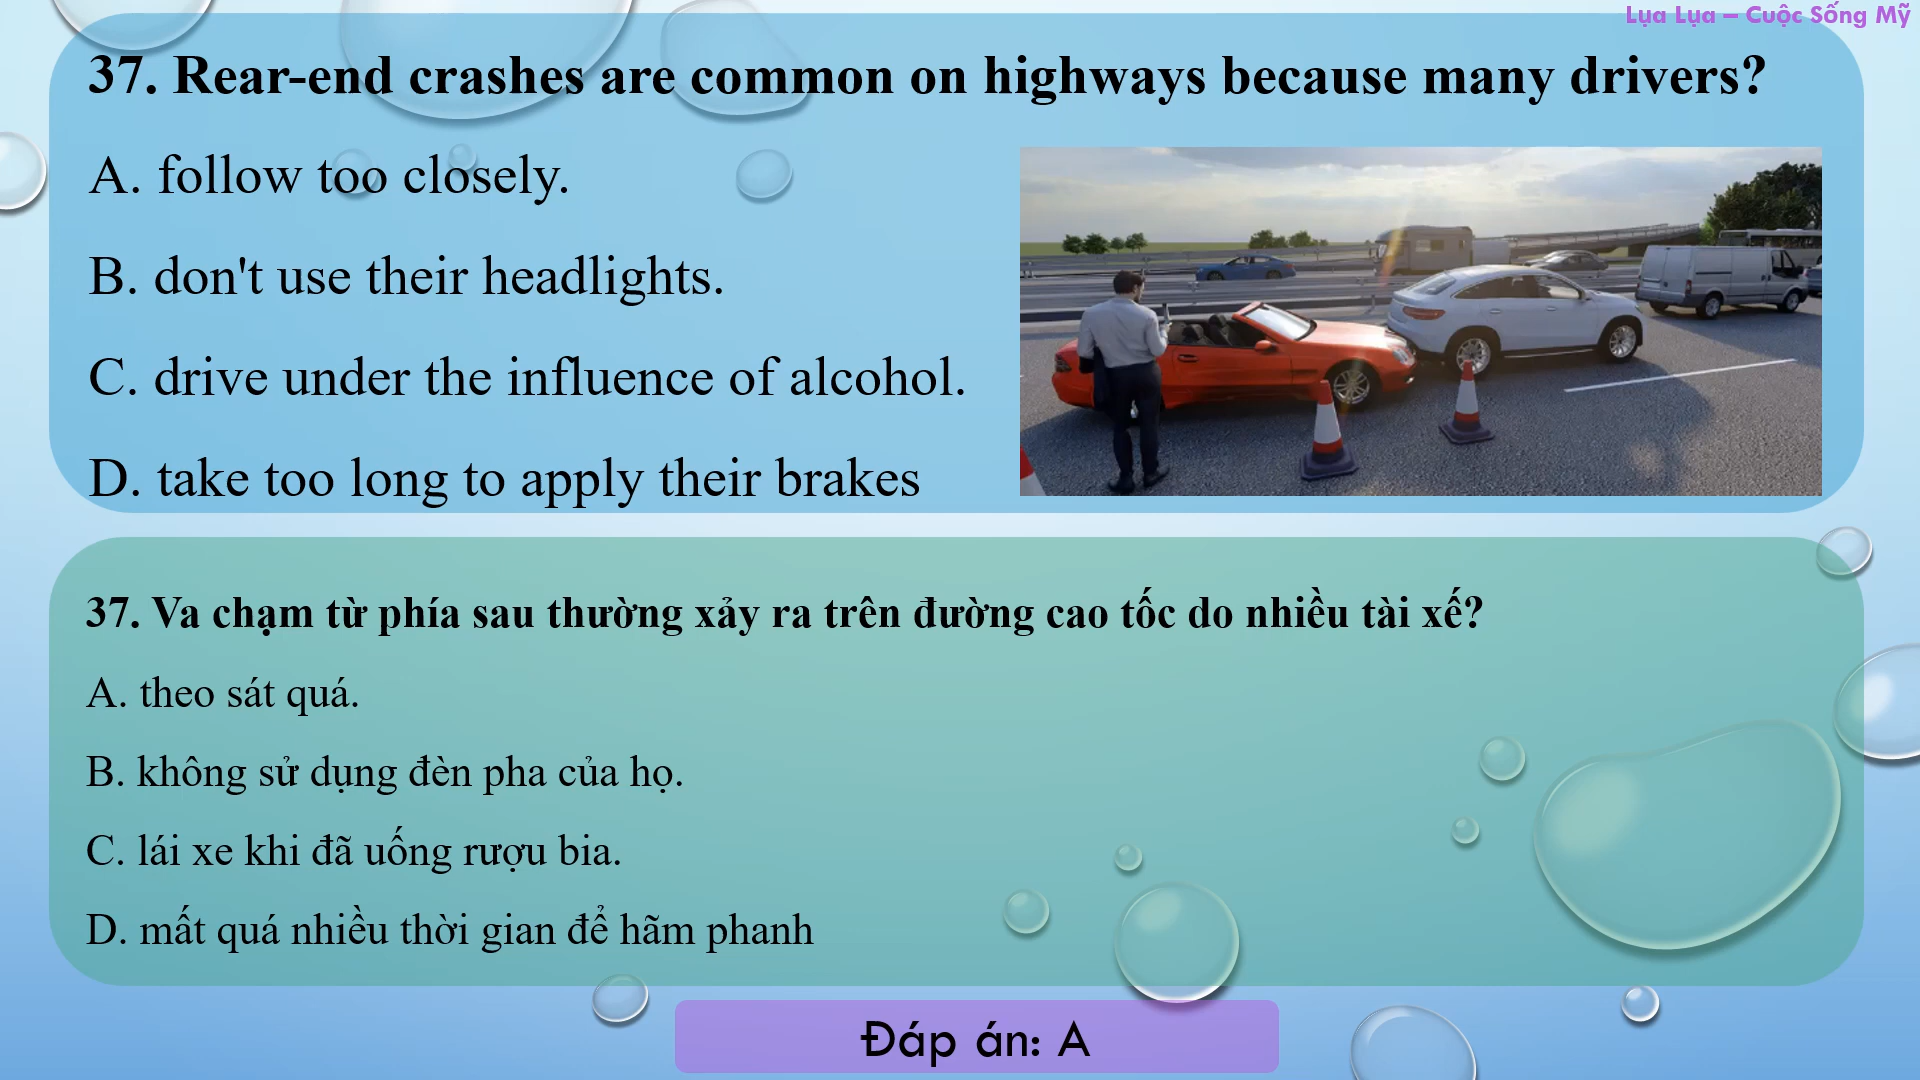 Lụa Lụa – Cuộc Sống Mỹ
37. Rear-end crashes are common on highways because many drivers?
A. follow too closely.
B. don't use their headlights.
C. drive under the influence of alcohol.
D. take too long to apply their brakes
37. Va chạm từ phía sau thường xảy ra trên đường cao tốc do nhiều tài xế?
A. theo sát quá.
B. không sử dụng đèn pha của họ.
C. lái xe khi đã uống rượu bia.
D. mất quá nhiều thời gian để hãm phanh
Đáp án: A